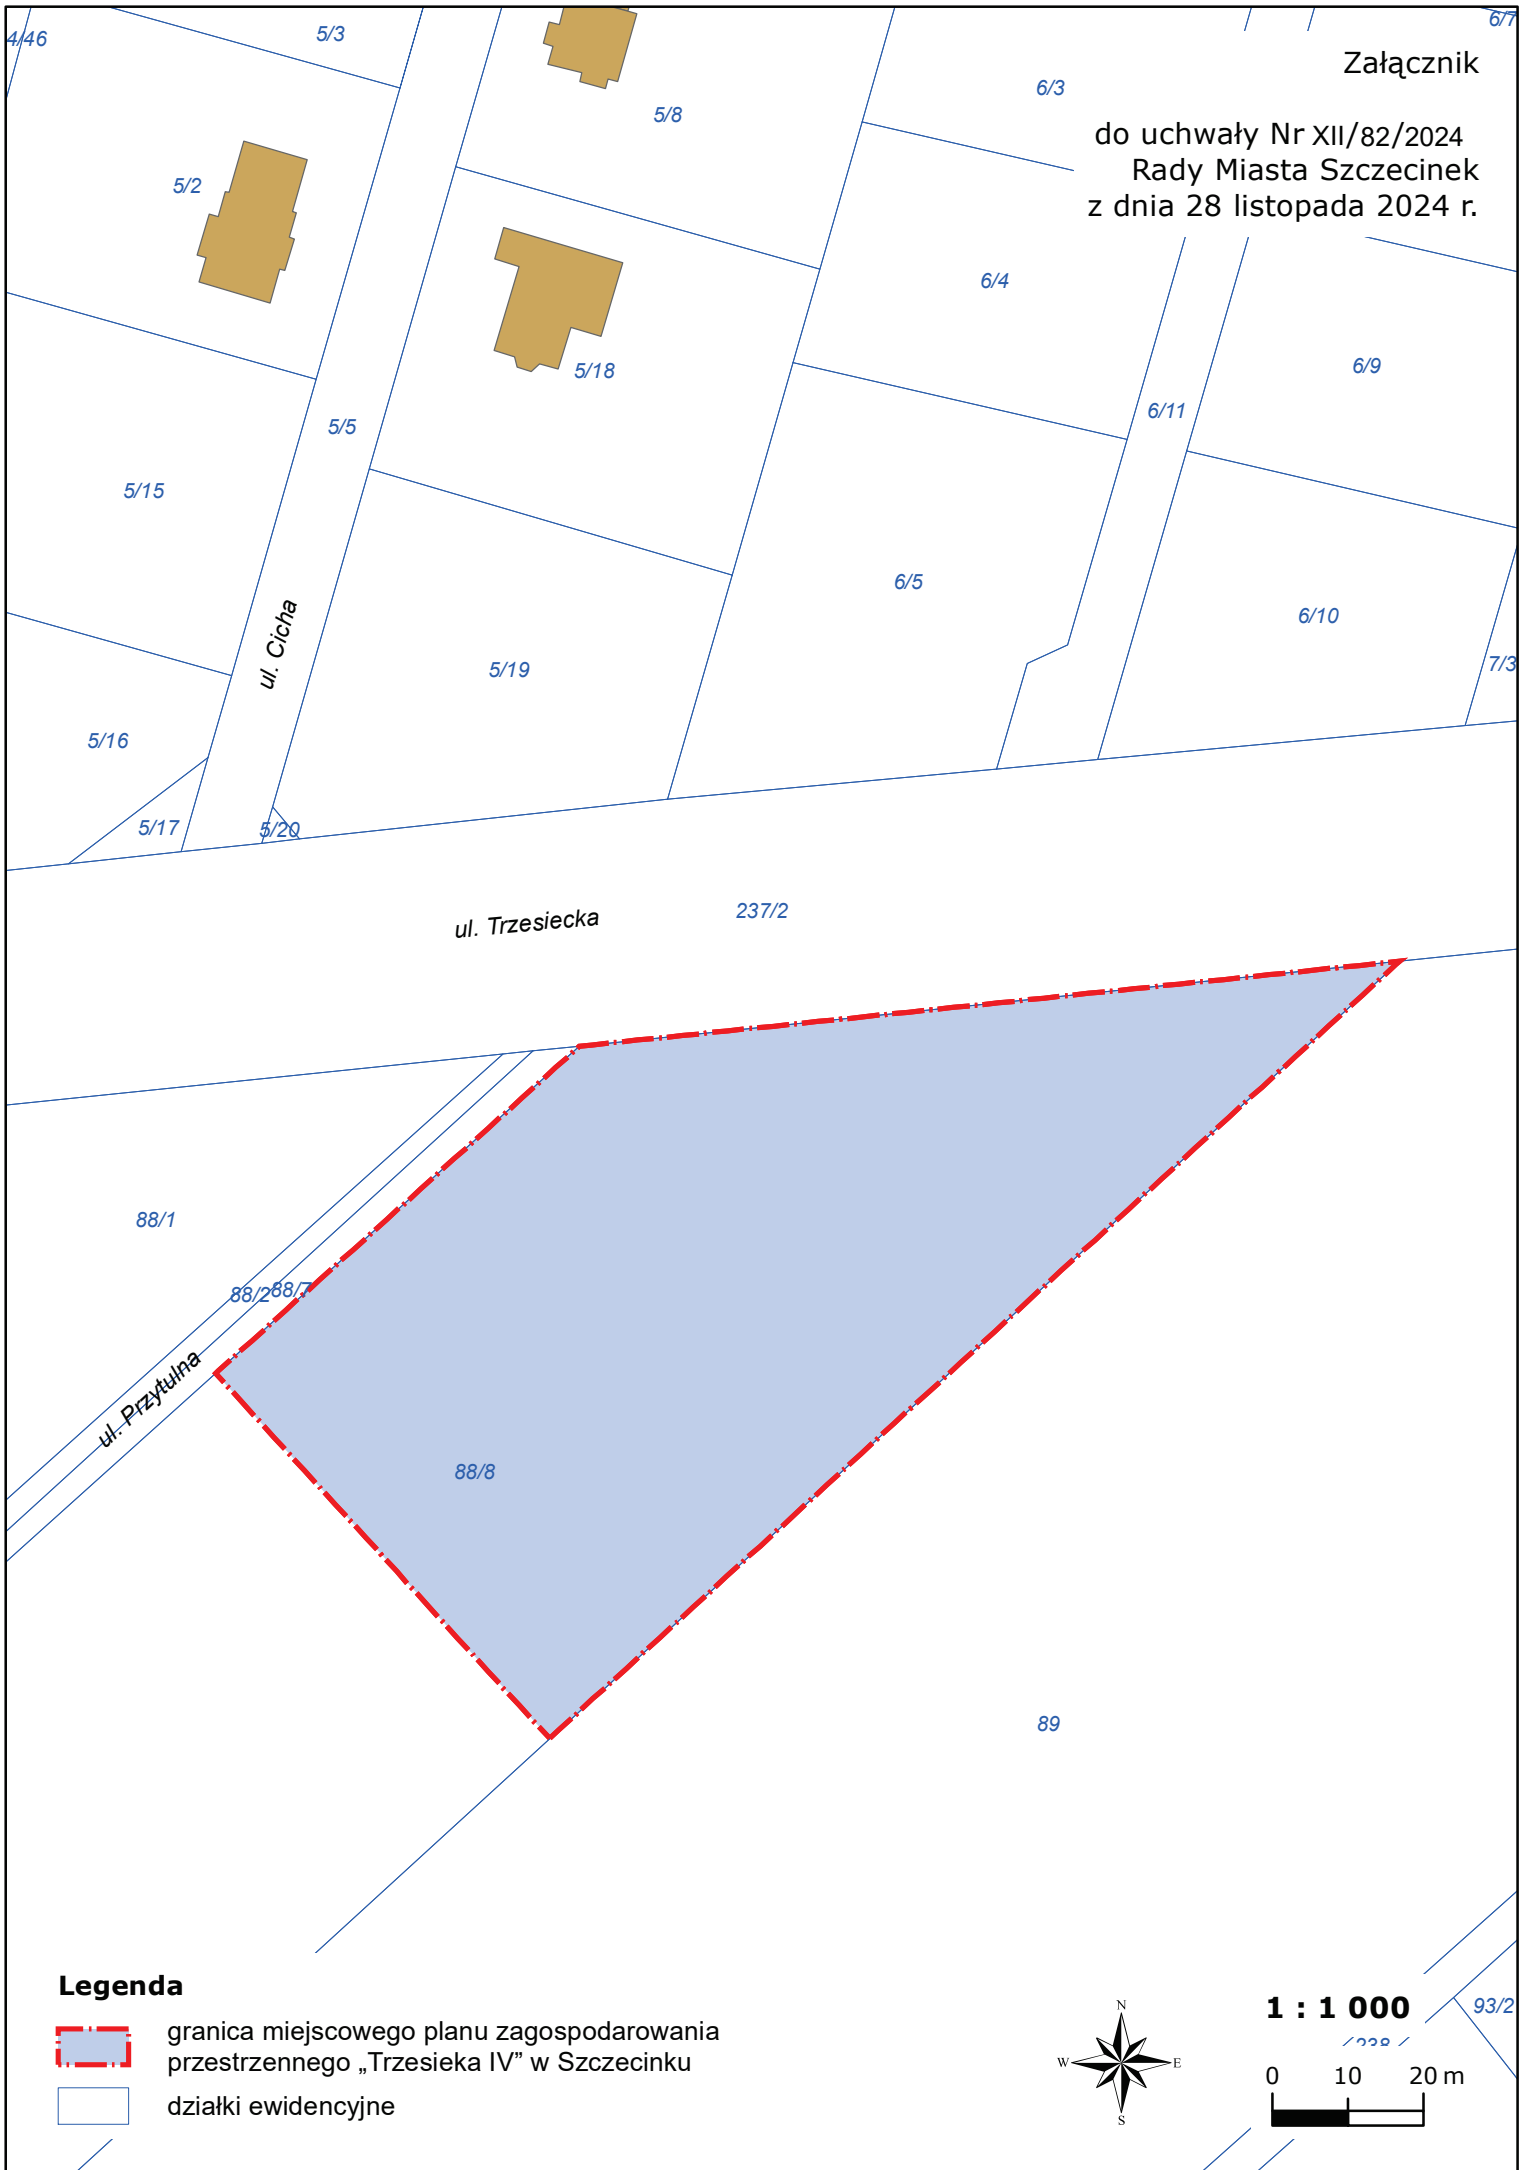 4/46
5/3
6/7
Załącznik
5/8
6/3
do uchwały Nr XII/82/2024
Rady Miasta Szczecinek
z dnia 28 listopada 2024 r.
5/2
6/4
5/18
6/9
5/5
6/11
5/15
6/5
6/10
ul. Cicha
5/19
7/3
5/16
5/17
5/20
ul. Trzesiecka
237/2
88/1
88/2
88/7
ul. Przytulna
88/8
89
Legenda
granica miejscowego planu zagospodarowania
przestrzennego „Trzesieka IV” w Szczecinku
działki ewidencyjne
N
W E
S
1 : 1 000
93/2
238
0 10 20 m